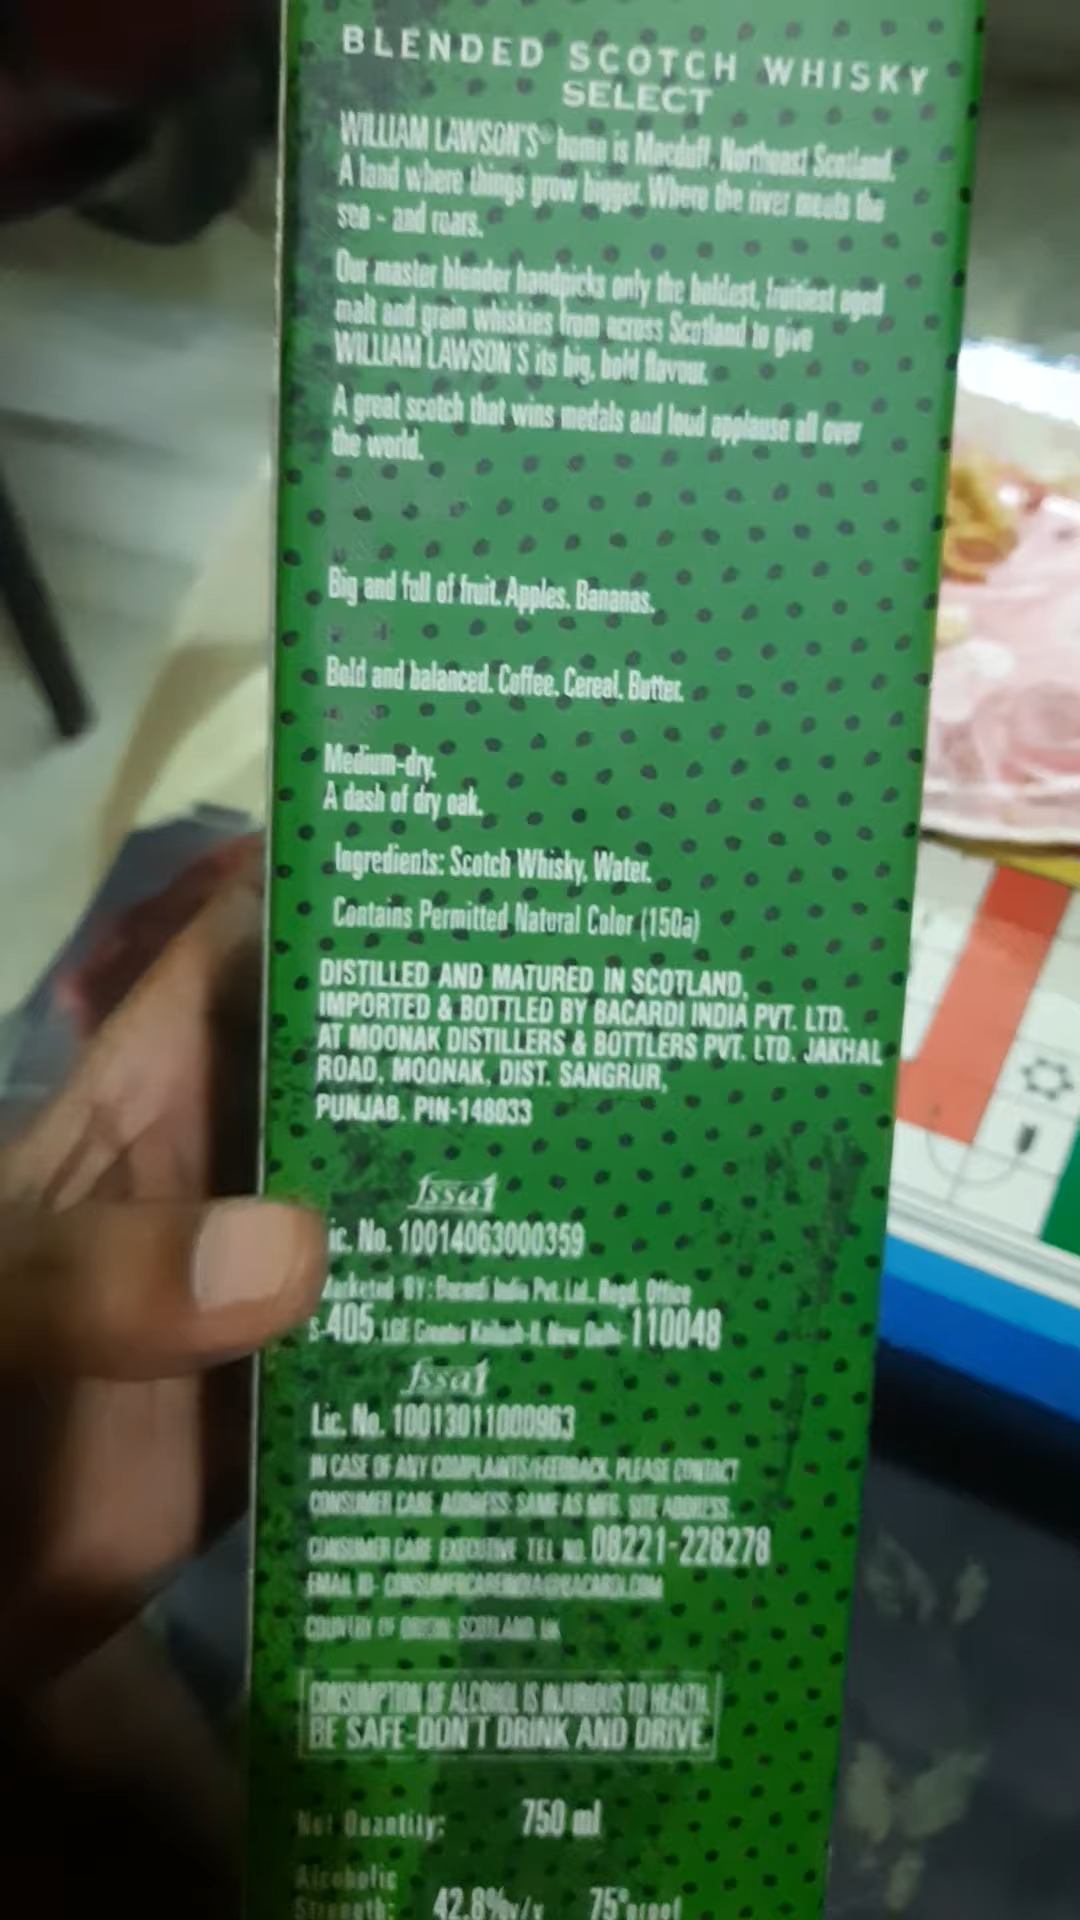 BLENDED SCOTCH WHISKY
SELECT
WILLIAM LAWSON'S® home is Macduff, Northeast Scotland.
A land where things grow bigger. Where the river meets the
sea - and roars.
Our master blender handpicks only the boldest, fruitiest aged
malt and grain whiskies from across Scotland to give
WILLIAM LAWSON'S its big, bold flavour.
A great scotch that wins medals and loud applause all over
the world.
Big and full of fruit. Apples. Bananas.
Bold and balanced. Coffee. Cereal. Butter.
Medium-dry.
A dash of dry oak.
Ingredients: Scotch Whisky, Water.
Contains Permitted Natural Color (150a)
DISTILLED AND MATURED IN SCOTLAND,
IMPORTED & BOTTLED BY BACARDI INDIA PVT. LTD.
AT MOONAK DISTILLERS & BOTTLERS PVT. LTD. JAKHAL
ROAD, MOONAK, DIST. SANGRUR,
PUNJAB. PIN-148033
fssai
ic. No. 10014063000359
Marketed BY: Bacardi India Pvt. Ltd., Regd. Office
S-405, LGF, Greater Kailash-II, New Delhi- 110048
fssai
Lic. No. 10013011000963
IN CASE OF ANY COMPLAINTS/FEEDBACK, PLEASE CONTACT
CONSUMER CARE ADDRESS: SAME AS MFG. SITE ADDRESS.
CONSUMER CARE EXECUTIVE TEL NO. 08221-228278
EMAIL ID- CONSUMERCAREINDIA@BACARDI.COM
COUNTRY OF ORIGIN: SCOTLAND, UK
CONSUMPTION OF ALCOHOL IS INJURIOUS TO HEALTH.
BE SAFE-DON'T DRINK AND DRIVE.
Net Quantity: 750 ml
Alcoholic
Strength: 42.8%v/v 75°proof